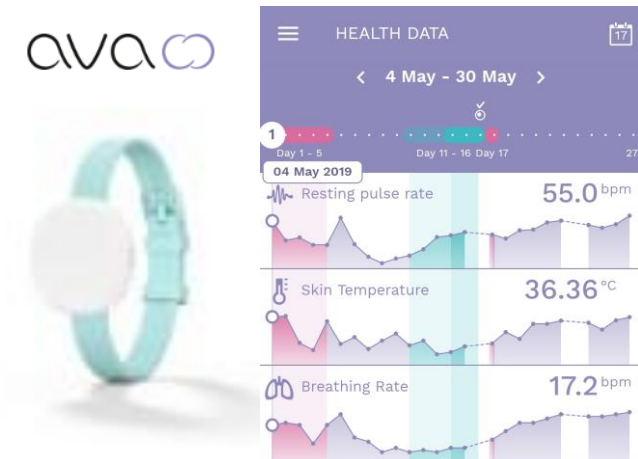 ava
HEALTH DATA
17
4 May - 30 May
1
Day 1 - 5
Day 11 - 16
Day 17
27
04 May 2019
Resting pulse rate
55.0 bpm
Skin Temperature
36.36 °C
Breathing Rate
17.2 bpm